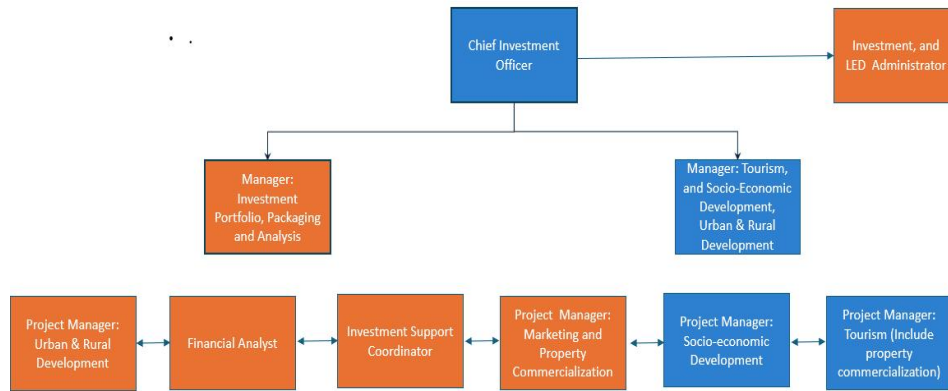 Chief Investment
Officer
Investment, and
LED Administrator
Manager:
Investment
Portfolio, Packaging
and Analysis
Manager: Tourism,
and Socio-Economic
Development,
Urban & Rural
Development
Project Manager:
Urban & Rural
Development
Financial Analyst
Investment Support
Coordinator
Project Manager:
Marketing and
Property
Commercialization
Project Manager:
Socio-economic
Development
Project Manager:
Tourism (Include
property
commercialization)